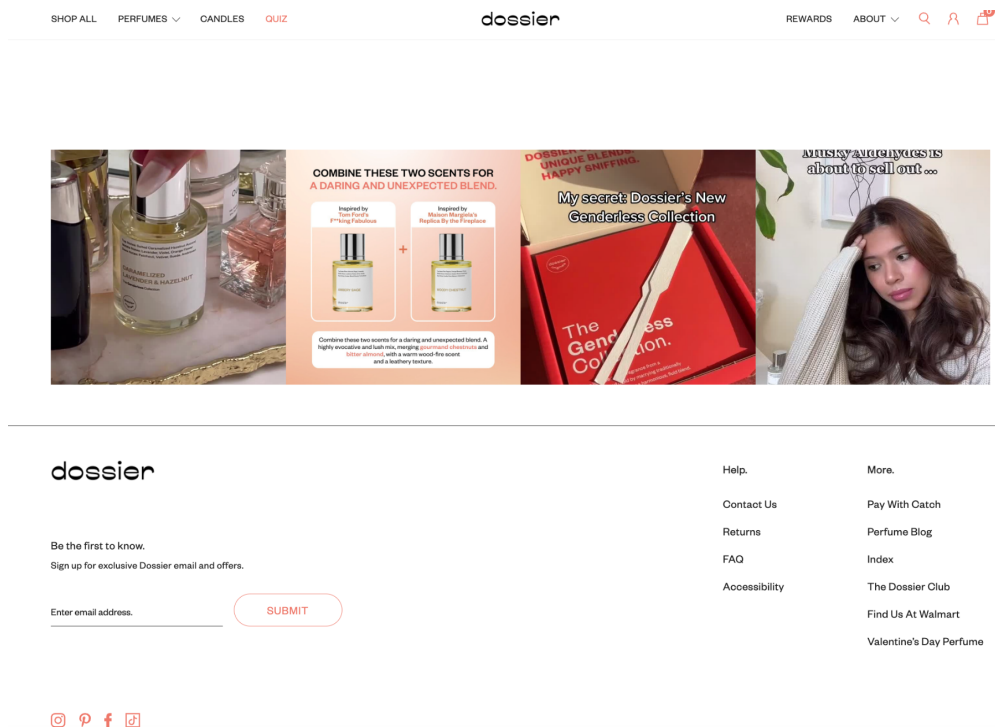 SHOP ALL
PERFUMES
CANDLES
QUIZ
dossier
REWARDS
ABOUT
0
CARAMELIZED
LAVENDER & HAZELNUT
COMBINE THESE TWO SCENTS FOR
A DARING AND UNEXPECTED BLEND.
Inspired by
Tom Ford's
F**king Fabulous
Inspired by
Maison Margiela's
Replica By the Fireplace
+
Combine these two scents for a daring and unexpected blend. A
highly evocative and lush mix, merging gourmand chestnuts and
bitter almond, with a warm wood-fire scent
and a leathery texture.
UNIQUE BLENDS.
HAPPY SNIFFING.
My secret: Dossier's New
Genderless Collection
The
Musky Aldehydes is
about to sell out ...
dossier
Be the first to know.
Sign up for exclusive Dossier email and offers.
Enter email address.
SUBMIT
Help.
Contact Us
Returns
FAQ
Accessibility
More.
Pay With Catch
Perfume Blog
Index
The Dossier Club
Find Us At Walmart
Valentine's Day Perfume